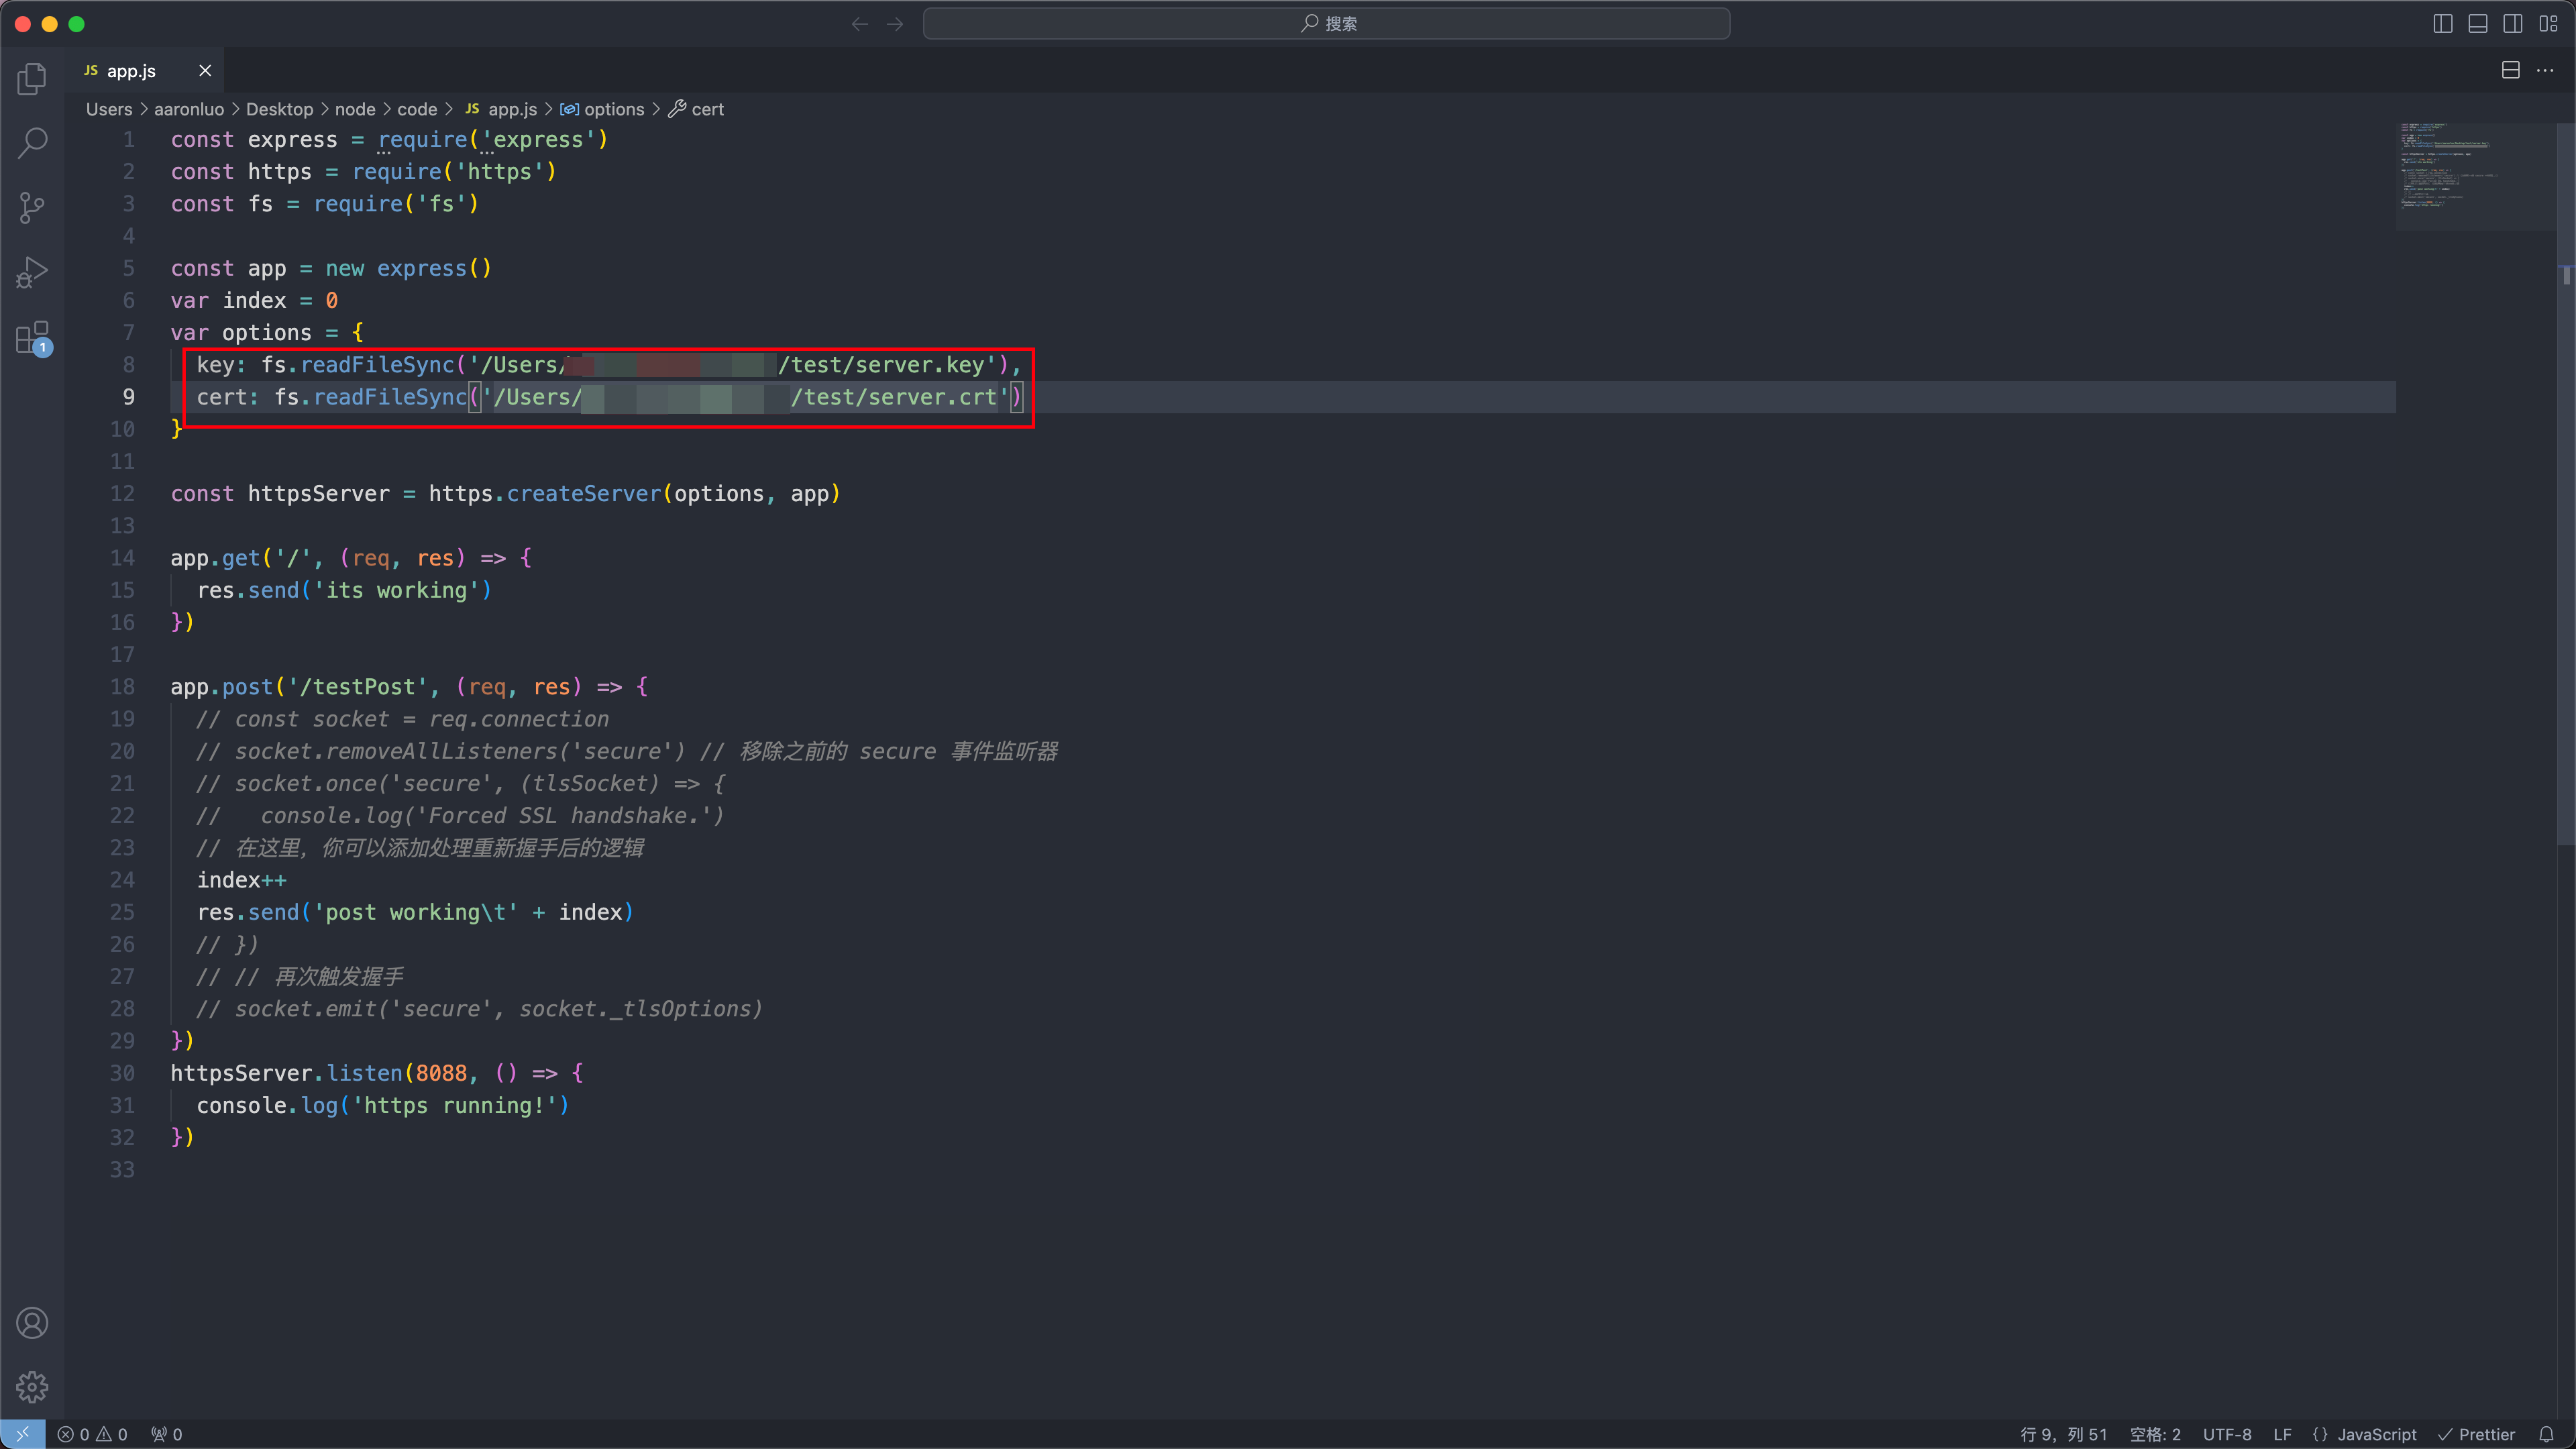 搜索
JS app.js
Users > aaronluo > Desktop > node > code > JS app.js > options > cert
1 const express = require('express')
2 const https = require('https')
3 const fs = require('fs')
4
5 const app = new express()
6 var index = 0
7 var options = {
8 key: fs.readFileSync('/Users/ /test/server.key'),
9 cert: fs.readFileSync('/Users/ /test/server.crt')
10 }
11
12 const httpsServer = https.createServer(options, app)
13
14 app.get('/', (req, res) => {
15 res.send('its working')
16 })
17
18 app.post('/testPost', (req, res) => {
19 // const socket = req.connection
20 // socket.removeAllListeners('secure') // 移除之前的 secure 事件监听器
21 // socket.once('secure', (tlsSocket) => {
22 //   console.log('Forced SSL handshake.')
23 // 在这里，你可以添加处理重新握手后的逻辑
24 index++
25 res.send('post working\t' + index)
26 // })
27 // // 再次触发握手
28 // socket.emit('secure', socket._tlsOptions)
29 })
30 httpsServer.listen(8088, () => {
31 console.log('https running!')
32 })
33
1
0 0 0
行 9，列 51 空格: 2 UTF-8 LF {} JavaScript Prettier